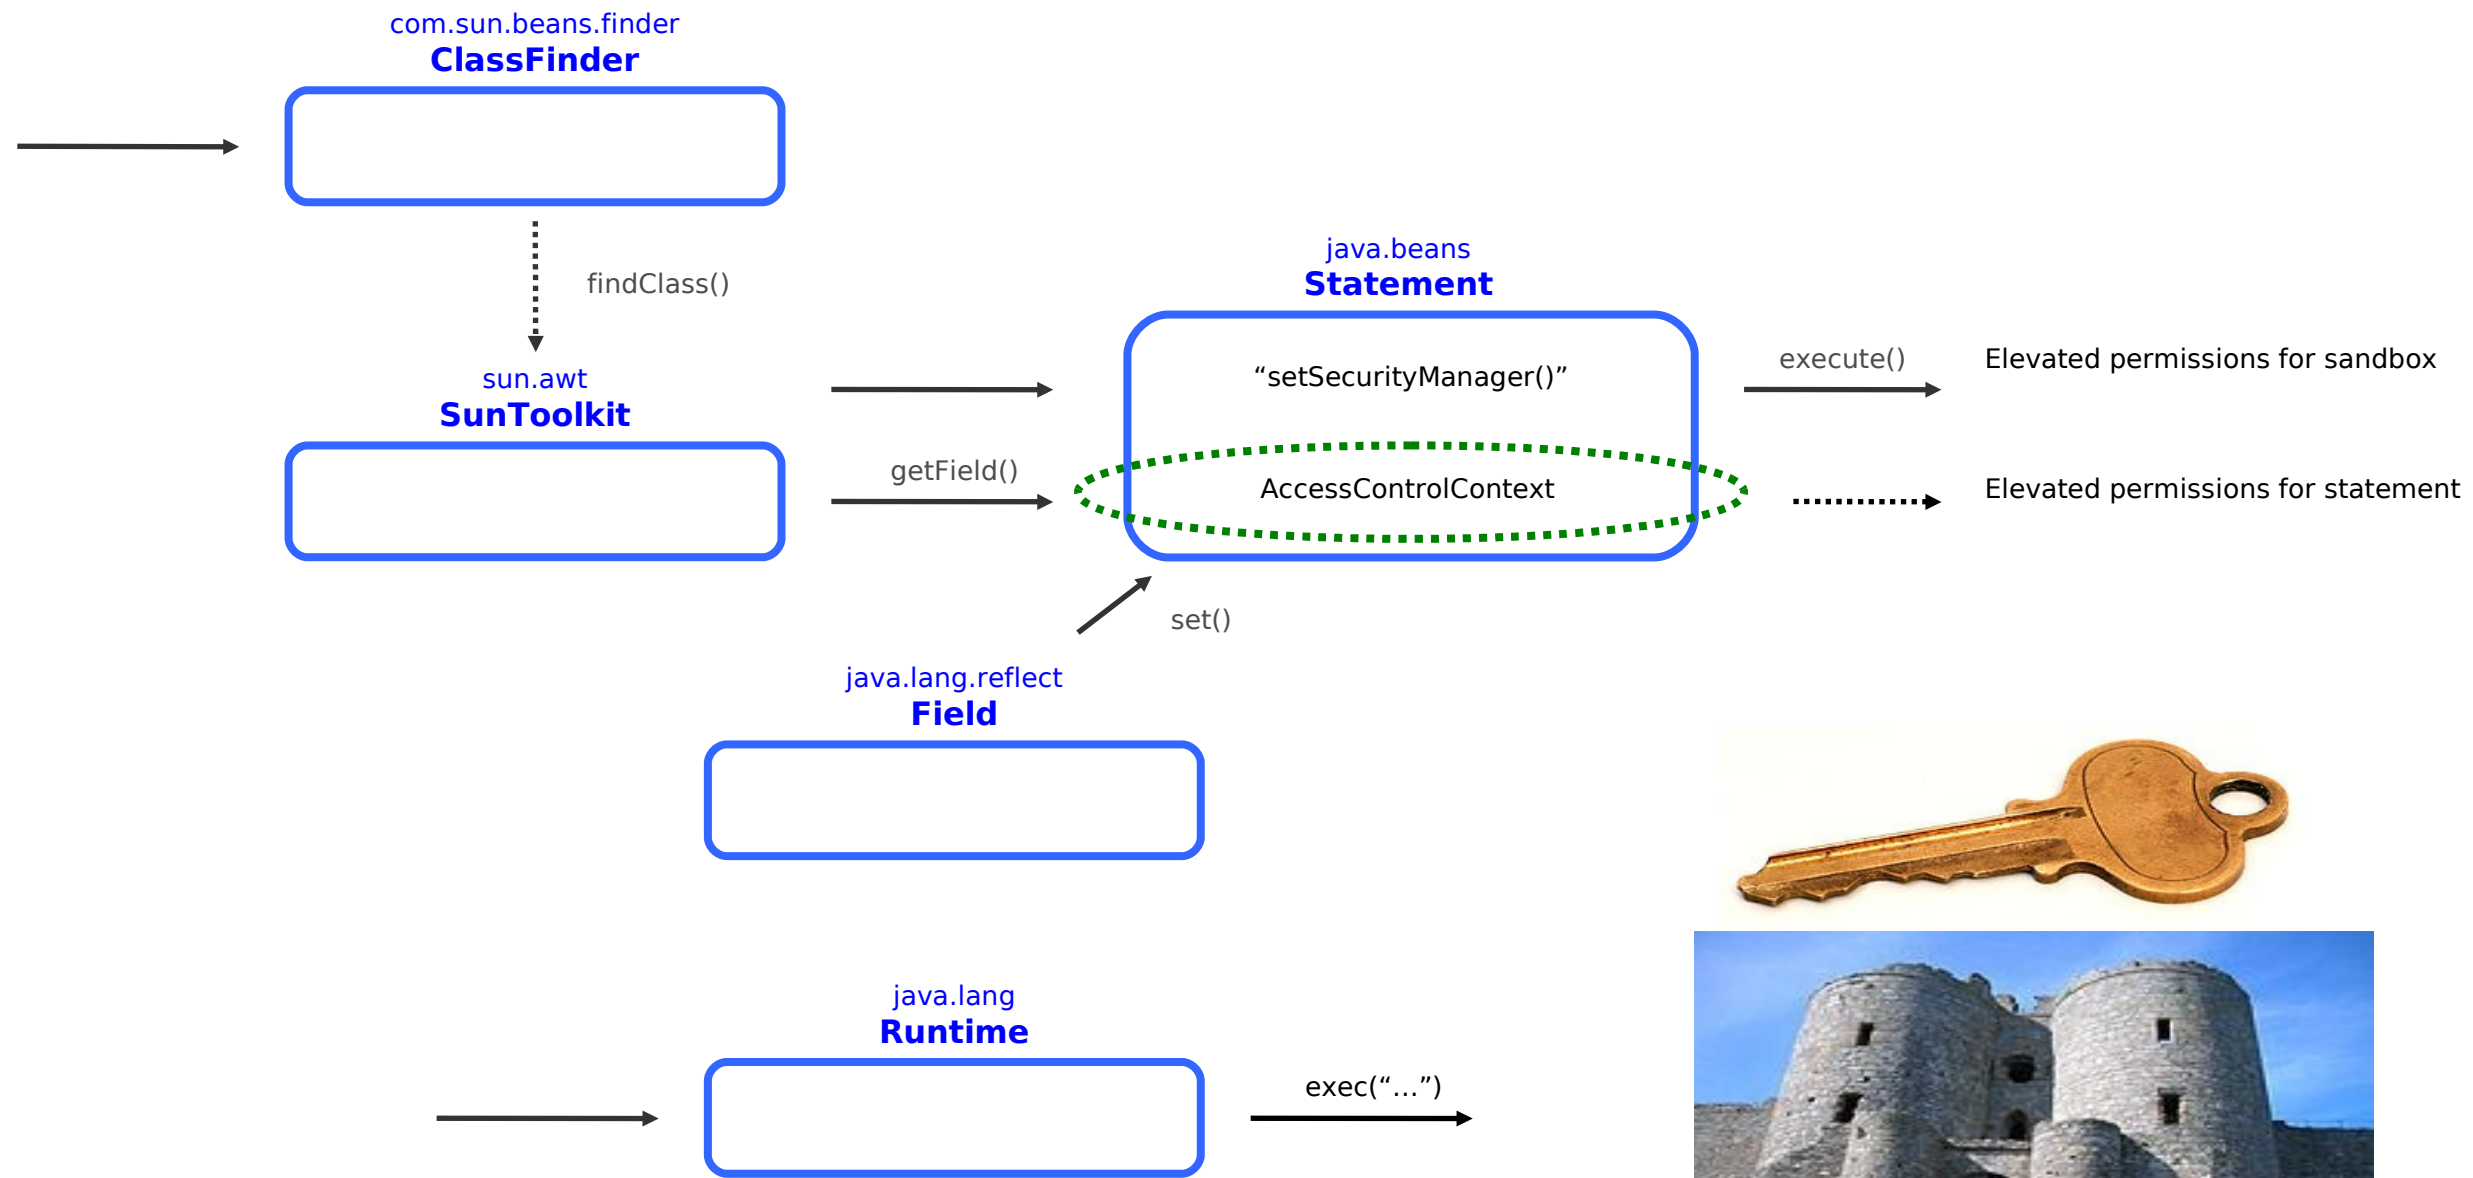 com.sun.beans.finder
ClassFinder
findClass()
java.beans
Statement
“setSecurityManager()”
execute()
Elevated permissions for sandbox
sun.awt
SunToolkit
getField()
AccessControlContext
Elevated permissions for statement
set()
java.lang.reflect
Field
java.lang
Runtime
exec(“...”)